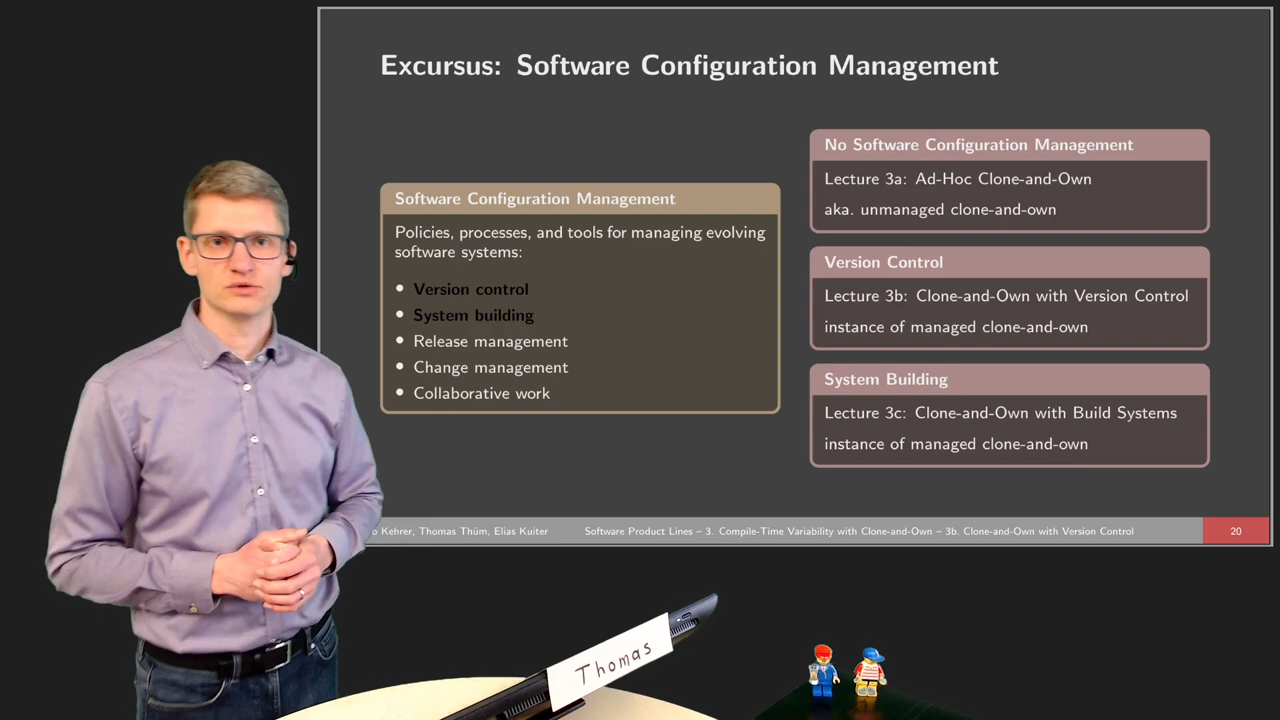 Excursus: Software Configuration Management
Software Configuration Management
Policies, processes, and tools for managing evolving
software systems:
• Version control
• System building
• Release management
• Change management
• Collaborative work
No Software Configuration Management
Lecture 3a: Ad-Hoc Clone-and-Own
aka. unmanaged clone-and-own
Version Control
Lecture 3b: Clone-and-Own with Version Control
instance of managed clone-and-own
System Building
Lecture 3c: Clone-and-Own with Build Systems
instance of managed clone-and-own
Kehrer, Thomas Thüm, Elias Kuiter
Software Product Lines – 3. Compile-Time Variability with Clone-and-Own – 3b. Clone-and-Own with Version Control
20
Thomas